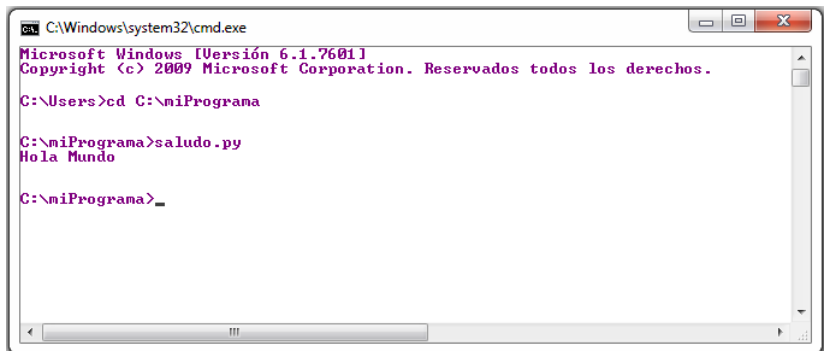 C:\Windows\system32\cmd.exe
Microsoft Windows [Versión 6.1.7601]
Copyright (c) 2009 Microsoft Corporation. Reservados todos los derechos.
C:\Users>cd C:\miPrograma
C:\miPrograma>saludo.py
Hola Mundo
C:\miPrograma>_